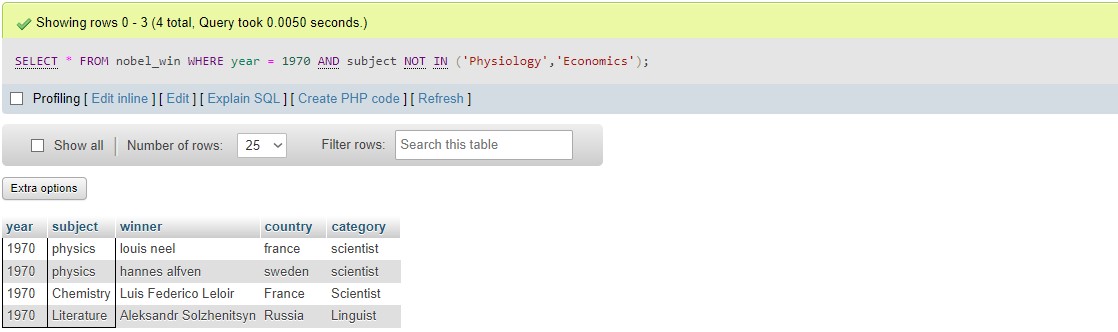 Showing rows 0 - 3 (4 total, Query took 0.0050 seconds.)
SELECT * FROM nobel_win WHERE year = 1970 AND subject NOT IN ('Physiology','Economics');
Profiling [ Edit inline ] [ Edit ] [ Explain SQL ] [ Create PHP code ] [ Refresh ]
Show all Number of rows: 25 Filter rows: Search this table
Extra options
year subject winner country category
1970 physics louis neel france scientist
1970 physics hannes alfven sweden scientist
1970 Chemistry Luis Federico Leloir France Scientist
1970 Literature Aleksandr Solzhenitsyn Russia Linguist